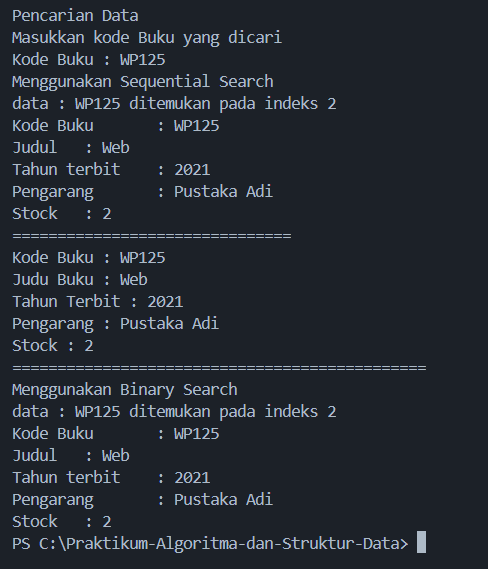 Pencarian Data
Masukkan kode Buku yang dicari
Kode Buku : WP125
Menggunakan Sequential Search
data : WP125 ditemukan pada indeks 2
Kode Buku       : WP125
Judul   : Web
Tahun terbit    : 2021
Pengarang       : Pustaka Adi
Stock   : 2
===============================
Kode Buku : WP125
Judu Buku : Web
Tahun Terbit : 2021
Pengarang : Pustaka Adi
Stock : 2
==============================================
Menggunakan Binary Search
data : WP125 ditemukan pada indeks 2
Kode Buku       : WP125
Judul   : Web
Tahun terbit    : 2021
Pengarang       : Pustaka Adi
Stock   : 2
PS C:\Praktikum-Algoritma-dan-Struktur-Data>